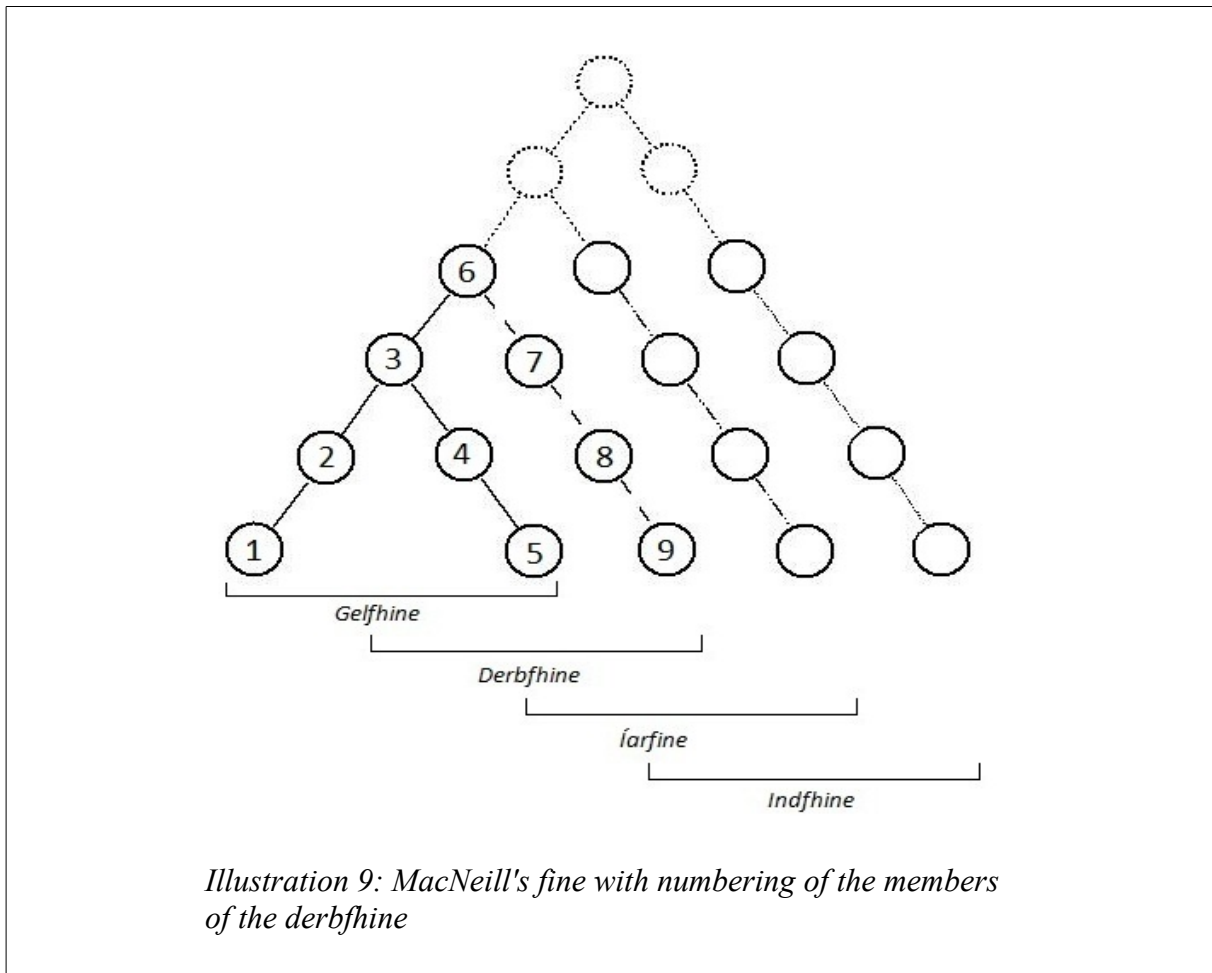 6
3 7
2 4 8
1 5 9
Gelfhine
Derbfhine
Íarfine
Indfhine
Illustration 9: MacNeill's fine with numbering of the members
of the derbfhine